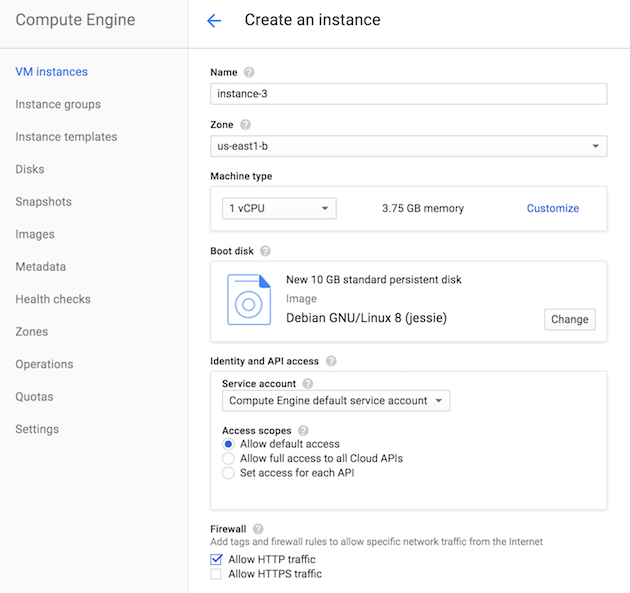 Compute Engine
Create an instance
VM instances
Instance groups
Instance templates
Disks
Snapshots
Images
Metadata
Health checks
Zones
Operations
Quotas
Settings
Name ?
instance-3
Zone ?
us-east1-b
Machine type
1 vCPU 3.75 GB memory Customize
Boot disk ?
New 10 GB standard persistent disk
Image
Debian GNU/Linux 8 (jessie)
Change
Identity and API access ?
Service account ?
Compute Engine default service account
Access scopes ?
Allow default access
Allow full access to all Cloud APIs
Set access for each API
Firewall ?
Add tags and firewall rules to allow specific network traffic from the Internet
Allow HTTP traffic
Allow HTTPS traffic